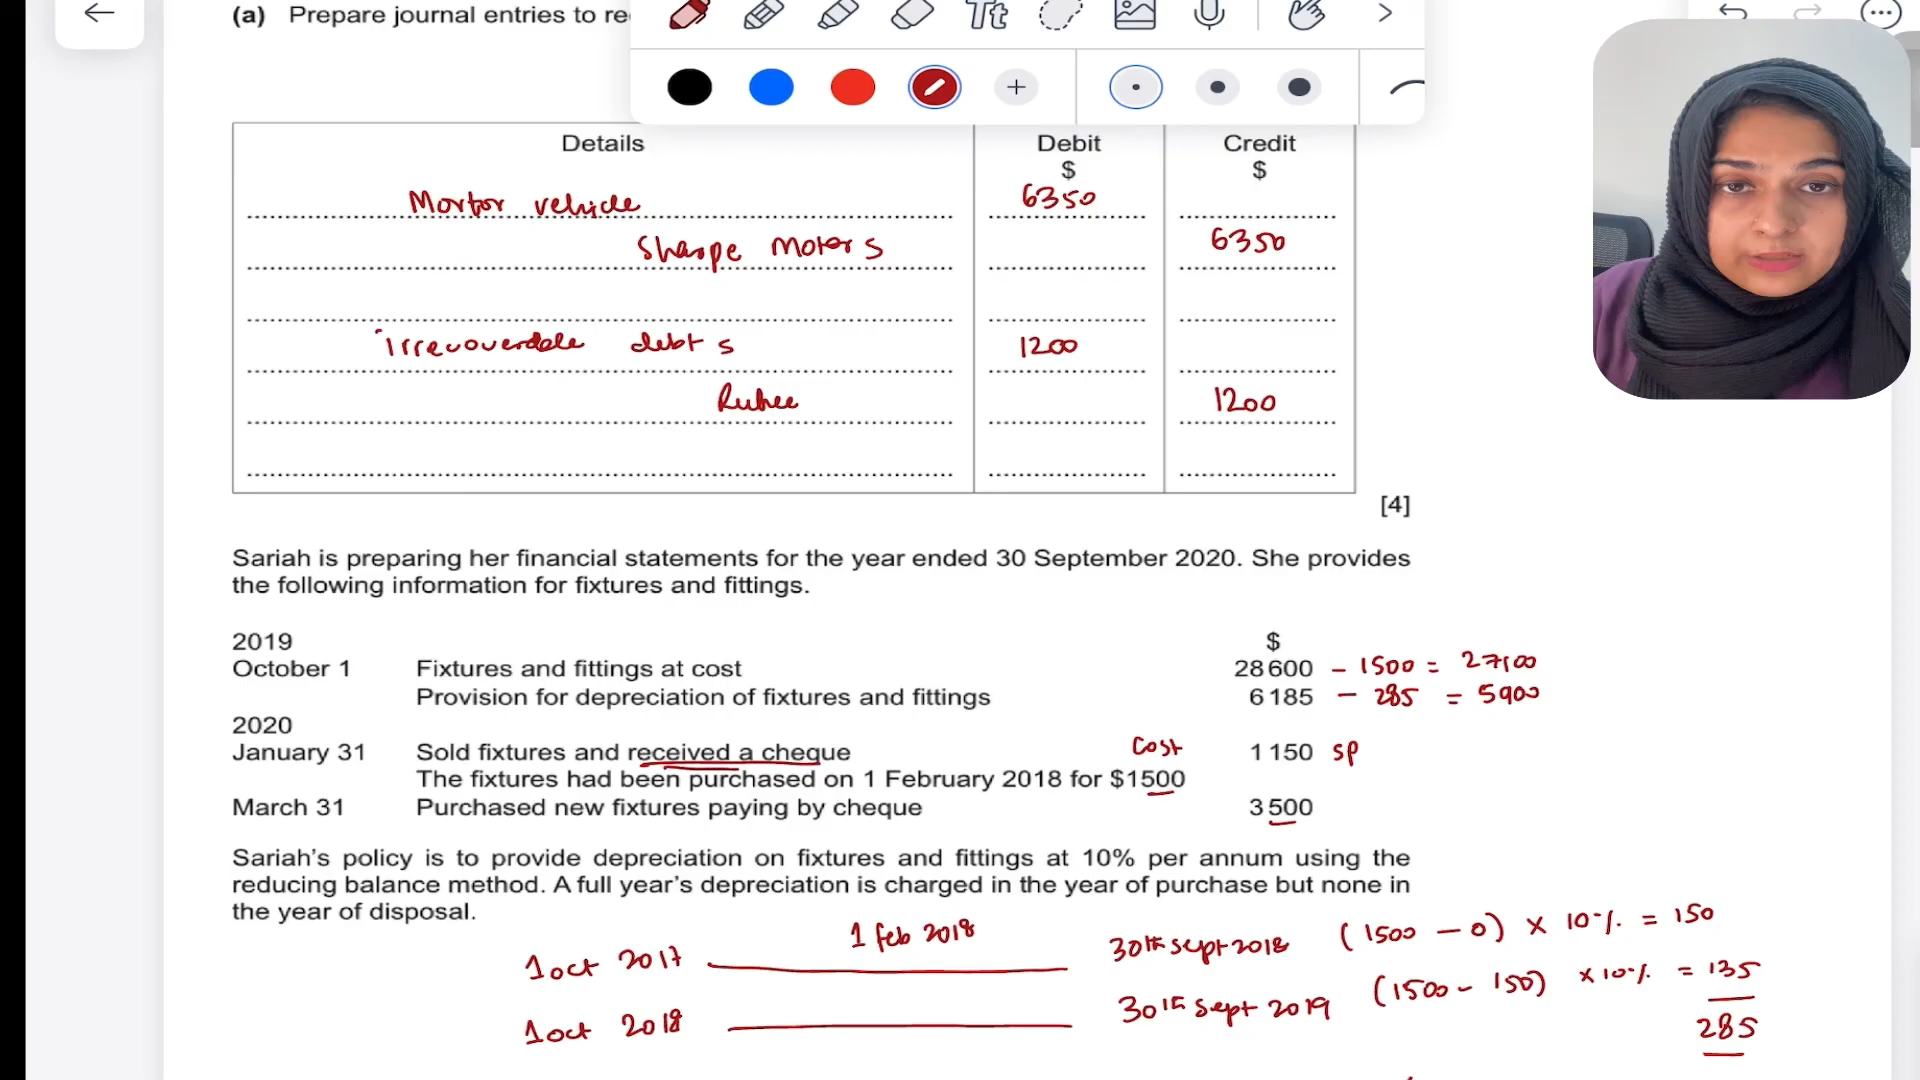 (a) Prepare journal entries to re
Tt
Details Debit Credit
$ $
Mortor vehicle 6350
Sharpe Motors 6350
irrecoverable debts 1200
Rubee 1200
[4]
Sariah is preparing her financial statements for the year ended 30 September 2020. She provides
the following information for fixtures and fittings.
2019 $
October 1 Fixtures and fittings at cost 28 600 - 1500 = 27100
Provision for depreciation of fixtures and fittings 6 185 - 285 = 5900
2020
January 31 Sold fixtures and received a cheque cost 1 150 SP
The fixtures had been purchased on 1 February 2018 for $1500
March 31 Purchased new fixtures paying by cheque 3 500
Sariah's policy is to provide depreciation on fixtures and fittings at 10% per annum using the
reducing balance method. A full year's depreciation is charged in the year of purchase but none in
the year of disposal.
1 oct 2017 1 feb 2018 30th sept 2018 (1500 - 0) x 10% = 150
1 oct 2018 30th sept 2019 (1500 - 150) x 10% = 135
285